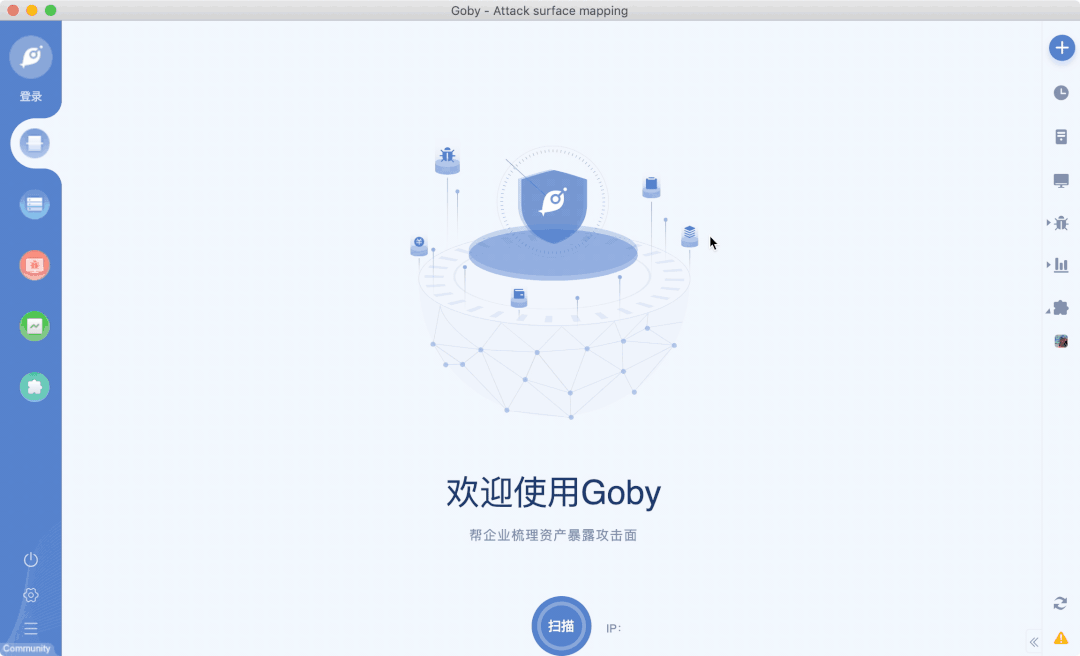 Goby - Attack surface mapping
登录
欢迎使用Goby
帮企业梳理资产暴露攻击面
扫描
IP:
Community